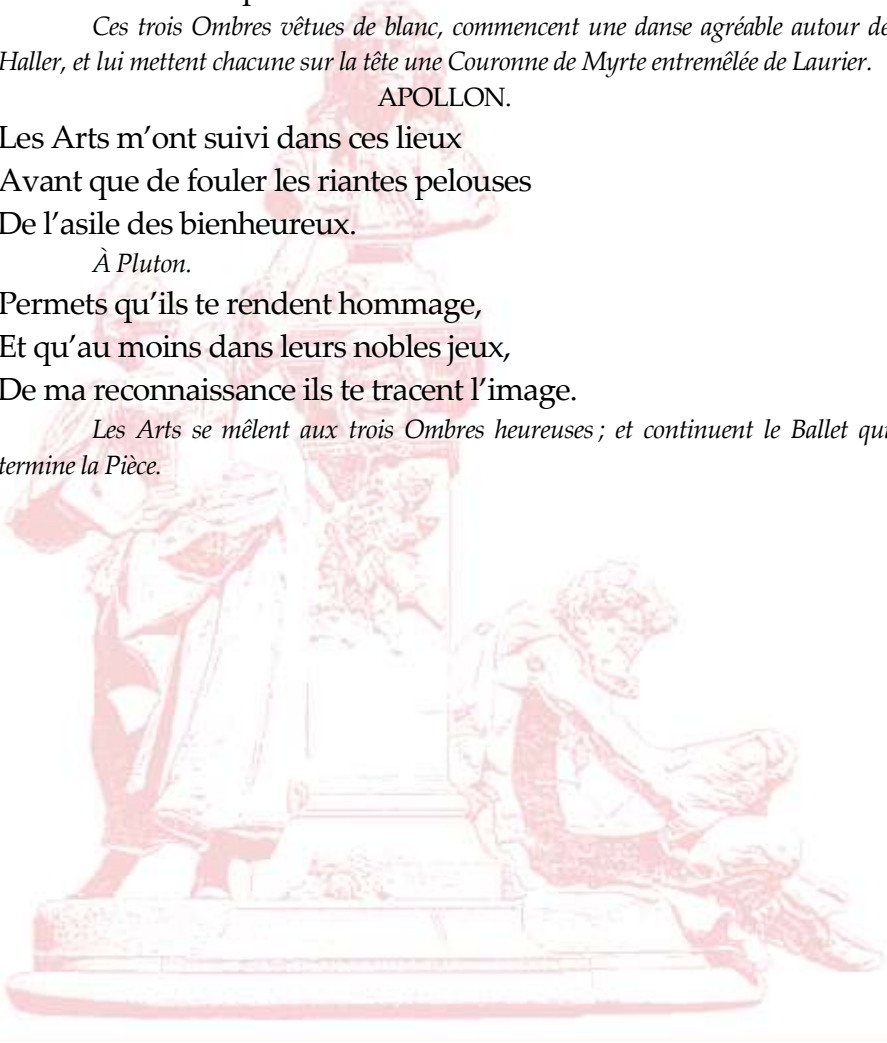 Ces trois Ombres vêtues de blanc, commencent une danse agréable autour de
Haller, et lui mettent chacune sur la tête une Couronne de Myrte entremêlée de Laurier.
APOLLON.
Les Arts m’ont suivi dans ces lieux
Avant que de fouler les riantes pelouses
De l’asile des bienheureux.
À Pluton.
Permets qu’ils te rendent hommage,
Et qu’au moins dans leurs nobles jeux,
De ma reconnaissance ils te tracent l’image.
Les Arts se mêlent aux trois Ombres heureuses ; et continuent le Ballet qui
termine la Pièce.